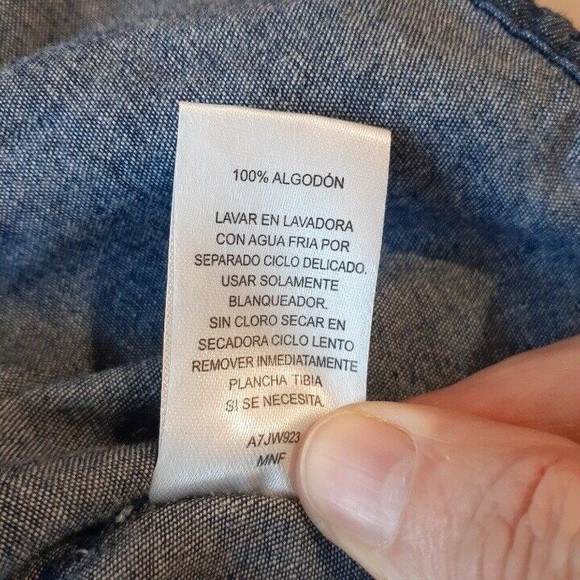 100% ALGODÓN
LAVAR EN LAVADORA
CON AGUA FRIA POR
SEPARADO CICLO DELICADO.
USAR SOLAMENTE
BLANQUEADOR.
SIN CLORO SECAR EN
SECADORA CICLO LENTO
REMOVER INMEDIATAMENTE
PLANCHA TIBIA
SI SE NECESITA.
A7JW923
MNF